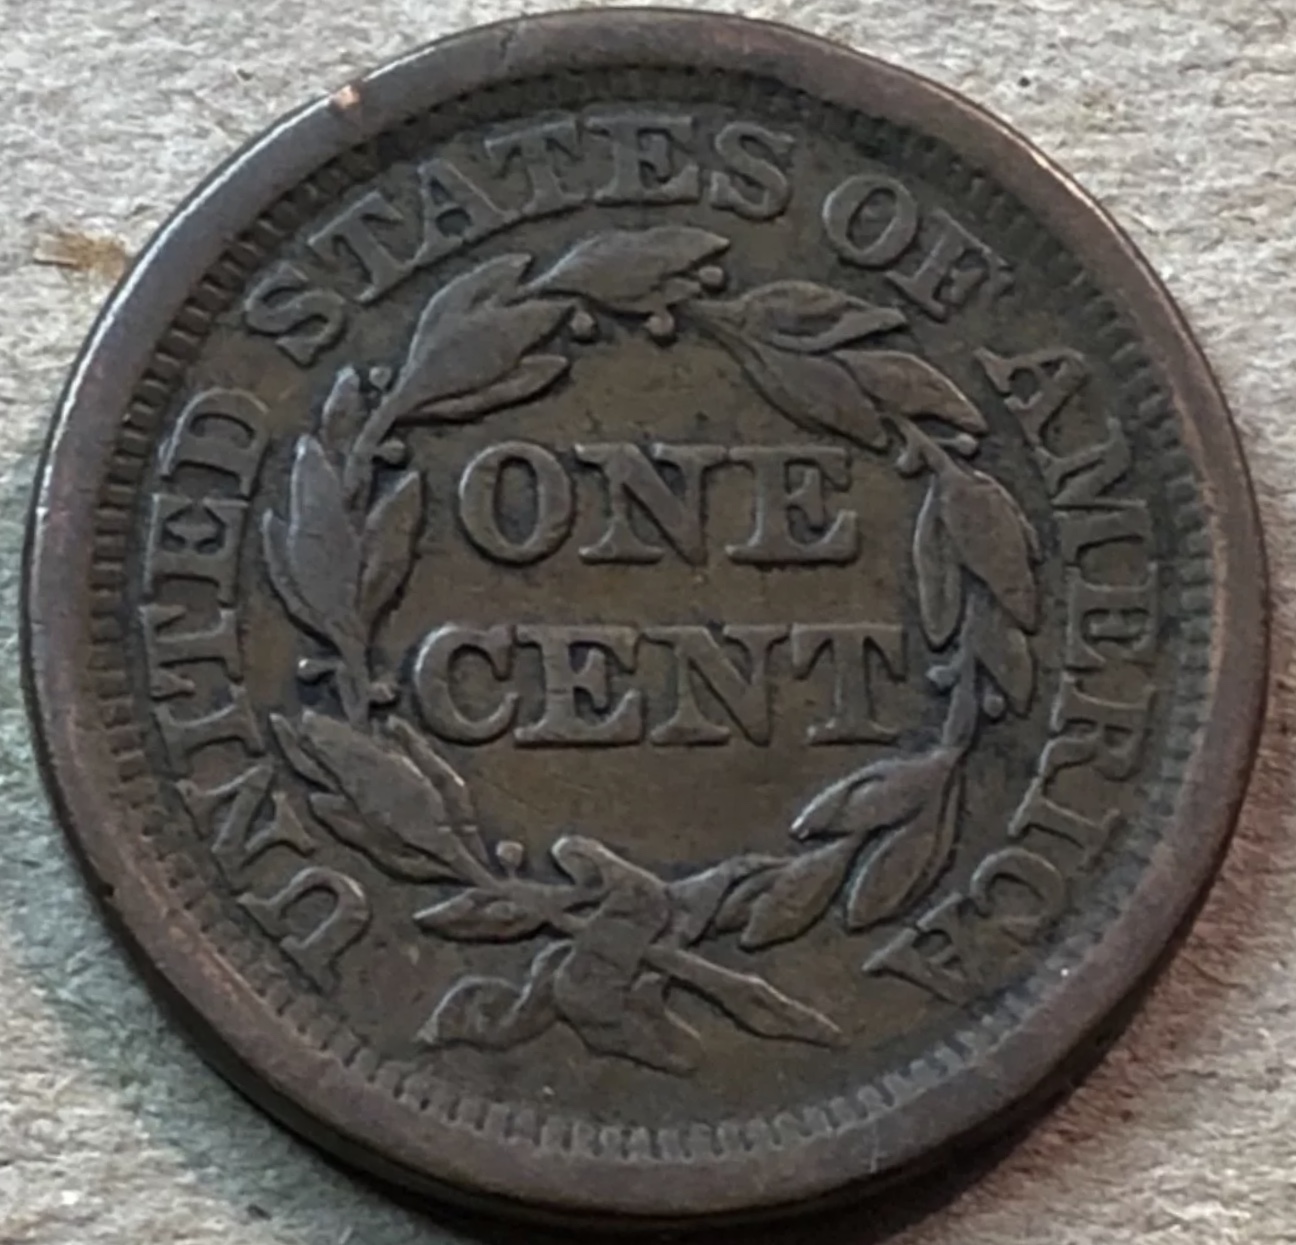 UNITED STATES OF AMERICA
ONE
CENT